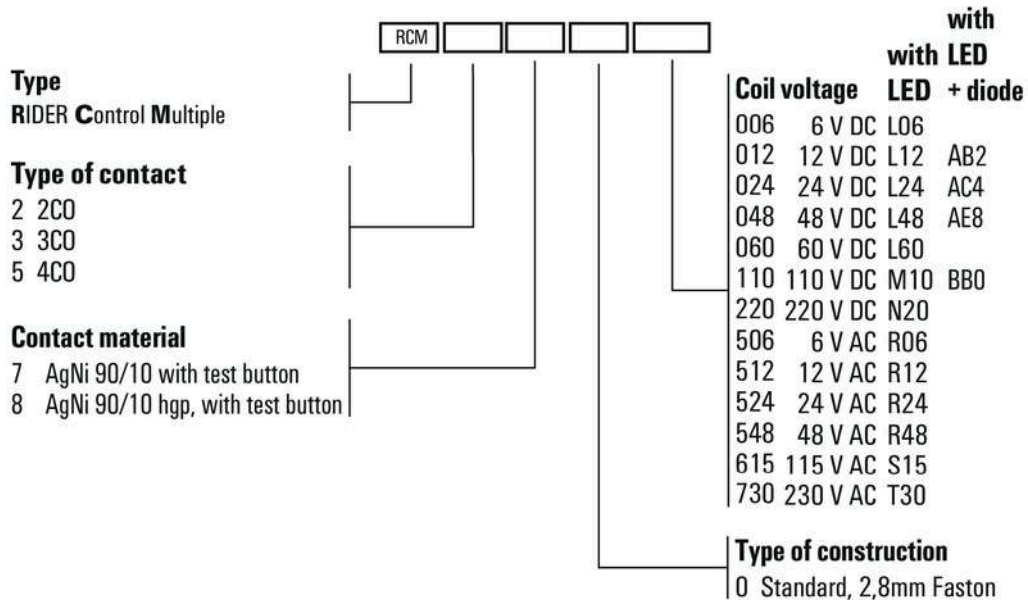 RCM
Type
RIDER Control Multiple
Type of contact
2 2CO
3 3CO
5 4CO
Contact material
7 AgNi 90/10 with test button
8 AgNi 90/10 hgp, with test button
with
with LED
Coil voltage LED + diode
006 6 V DC L06
012 12 V DC L12 AB2
024 24 V DC L24 AC4
048 48 V DC L48 AE8
060 60 V DC L60
110 110 V DC M10 BB0
220 220 V DC N20
506 6 V AC R06
512 12 V AC R12
524 24 V AC R24
548 48 V AC R48
615 115 V AC S15
730 230 V AC T30
Type of construction
0 Standard, 2,8mm Faston